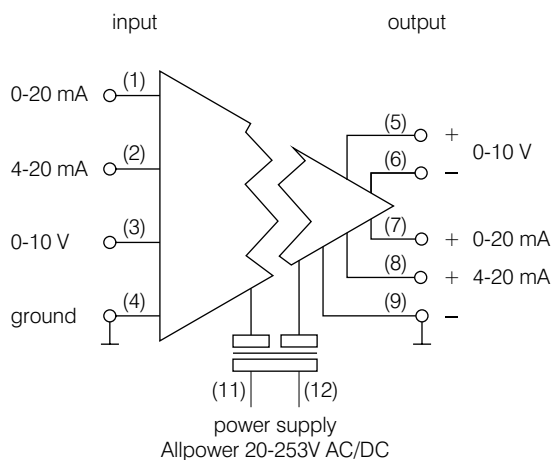 input
output
(1)
0-20 mA
(2)
4-20 mA
(3)
0-10 V
(4)
ground
(5)
+
0-10 V
(6)
−
(7)
+ 0-20 mA
(8)
+ 4-20 mA
(9)
−
(11)
(12)
power supply
Allpower 20-253V AC/DC